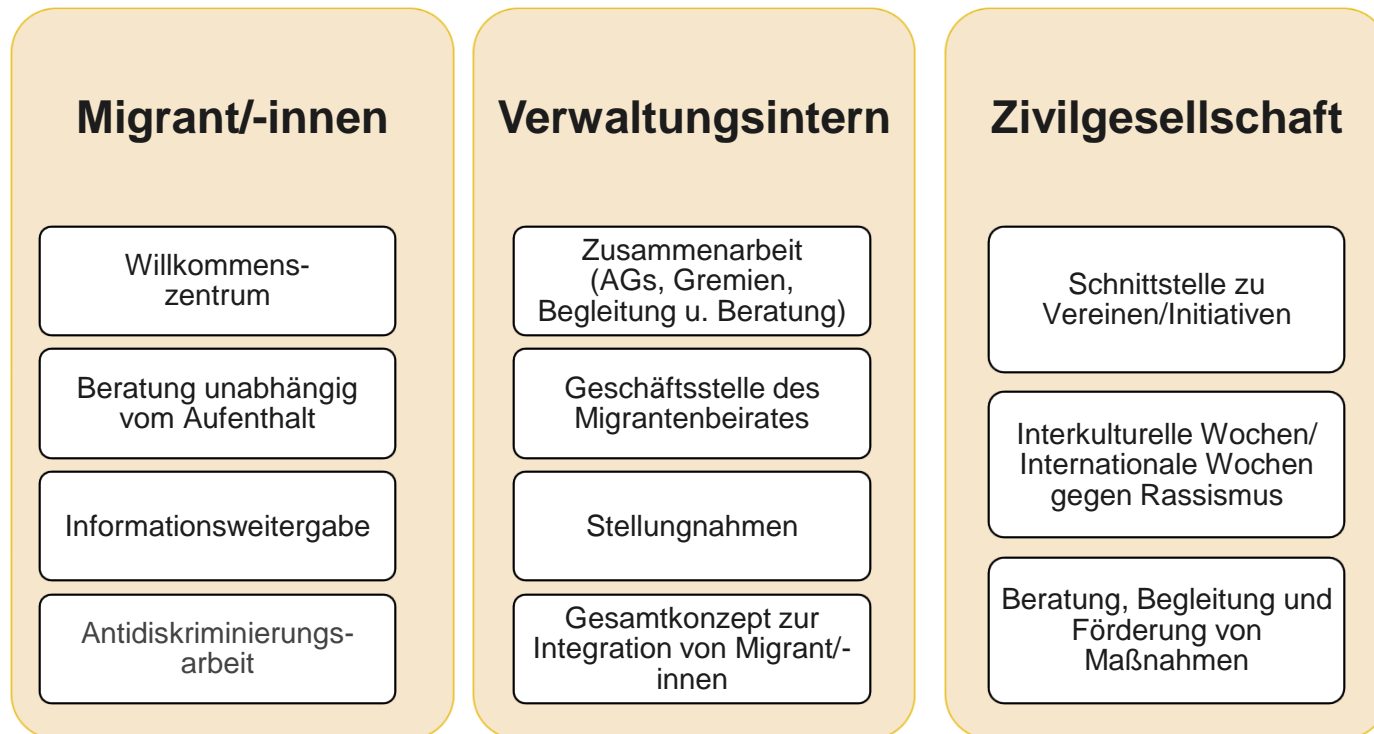 Migrant/-innen
Willkommens-
zentrum
Beratung unabhängig
vom Aufenthalt
Informationsweitergabe
Antidiskriminierungs-
arbeit
Verwaltungsintern
Zusammenarbeit
(AGs, Gremien,
Begleitung u. Beratung)
Geschäftsstelle des
Migrantenbeirates
Stellungnahmen
Gesamtkonzept zur
Integration von Migrant/-
innen
Zivilgesellschaft
Schnittstelle zu
Vereinen/Initiativen
Interkulturelle Wochen/
Internationale Wochen
gegen Rassismus
Beratung, Begleitung und
Förderung von
Maßnahmen